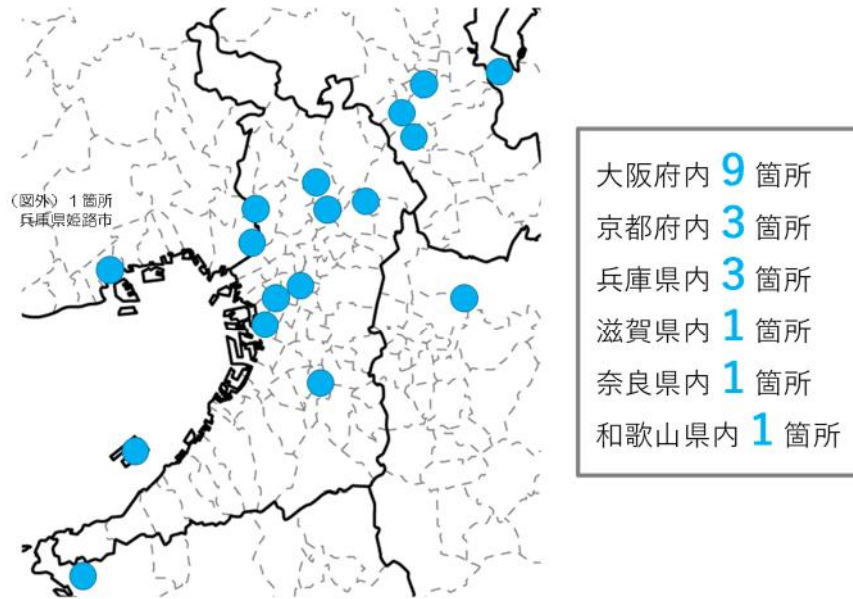 （図外）１箇所
兵庫県姫路市
大阪府内 9 箇所
京都府内 3 箇所
兵庫県内 3 箇所
滋賀県内 1 箇所
奈良県内 1 箇所
和歌山県内 1 箇所